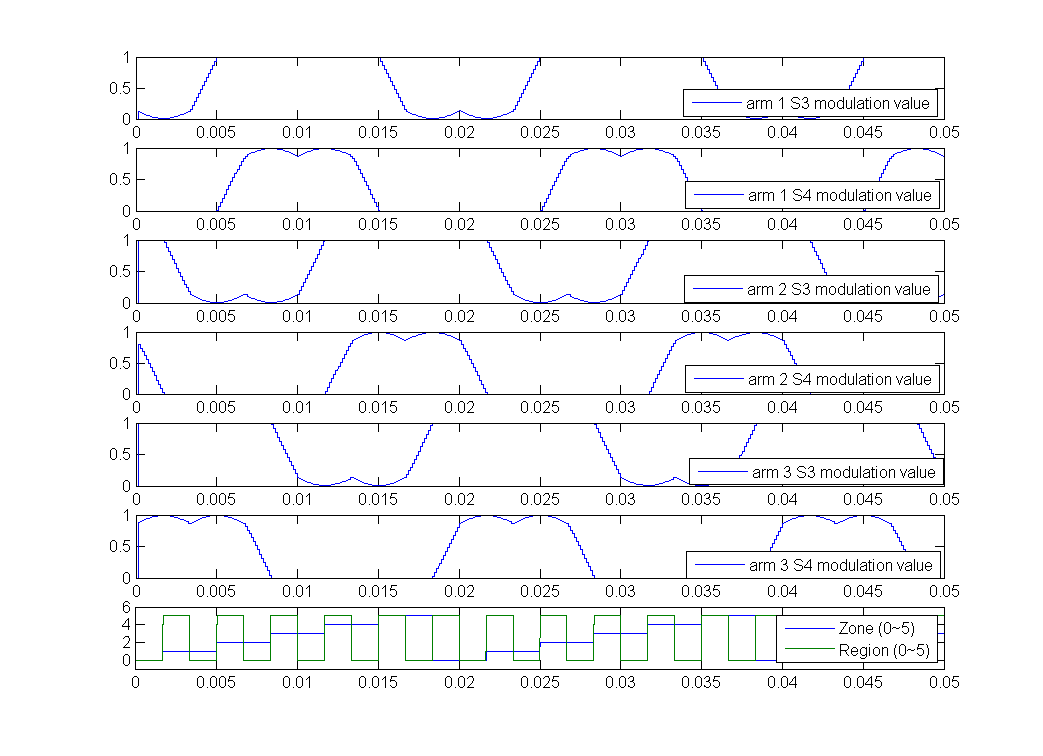 1
0.5
0
0 0.005 0.01 0.015 0.02 0.025 0.03 0.035 0.04 0.045 0.05
arm 1 S3 modulation value
1
0.5
0
0 0.005 0.01 0.015 0.02 0.025 0.03 0.035 0.04 0.045 0.05
arm 1 S4 modulation value
1
0.5
0
0 0.005 0.01 0.015 0.02 0.025 0.03 0.035 0.04 0.045 0.05
arm 2 S3 modulation value
1
0.5
0
0 0.005 0.01 0.015 0.02 0.025 0.03 0.035 0.04 0.045 0.05
arm 2 S4 modulation value
1
0.5
0
0 0.005 0.01 0.015 0.02 0.025 0.03 0.035 0.04 0.045 0.05
arm 3 S3 modulation value
1
0.5
0
0 0.005 0.01 0.015 0.02 0.025 0.03 0.035 0.04 0.045 0.05
arm 3 S4 modulation value
6
4
2
0
0 0.005 0.01 0.015 0.02 0.025 0.03 0.035 0.04 0.045 0.05
Zone (0~5)
Region (0~5)